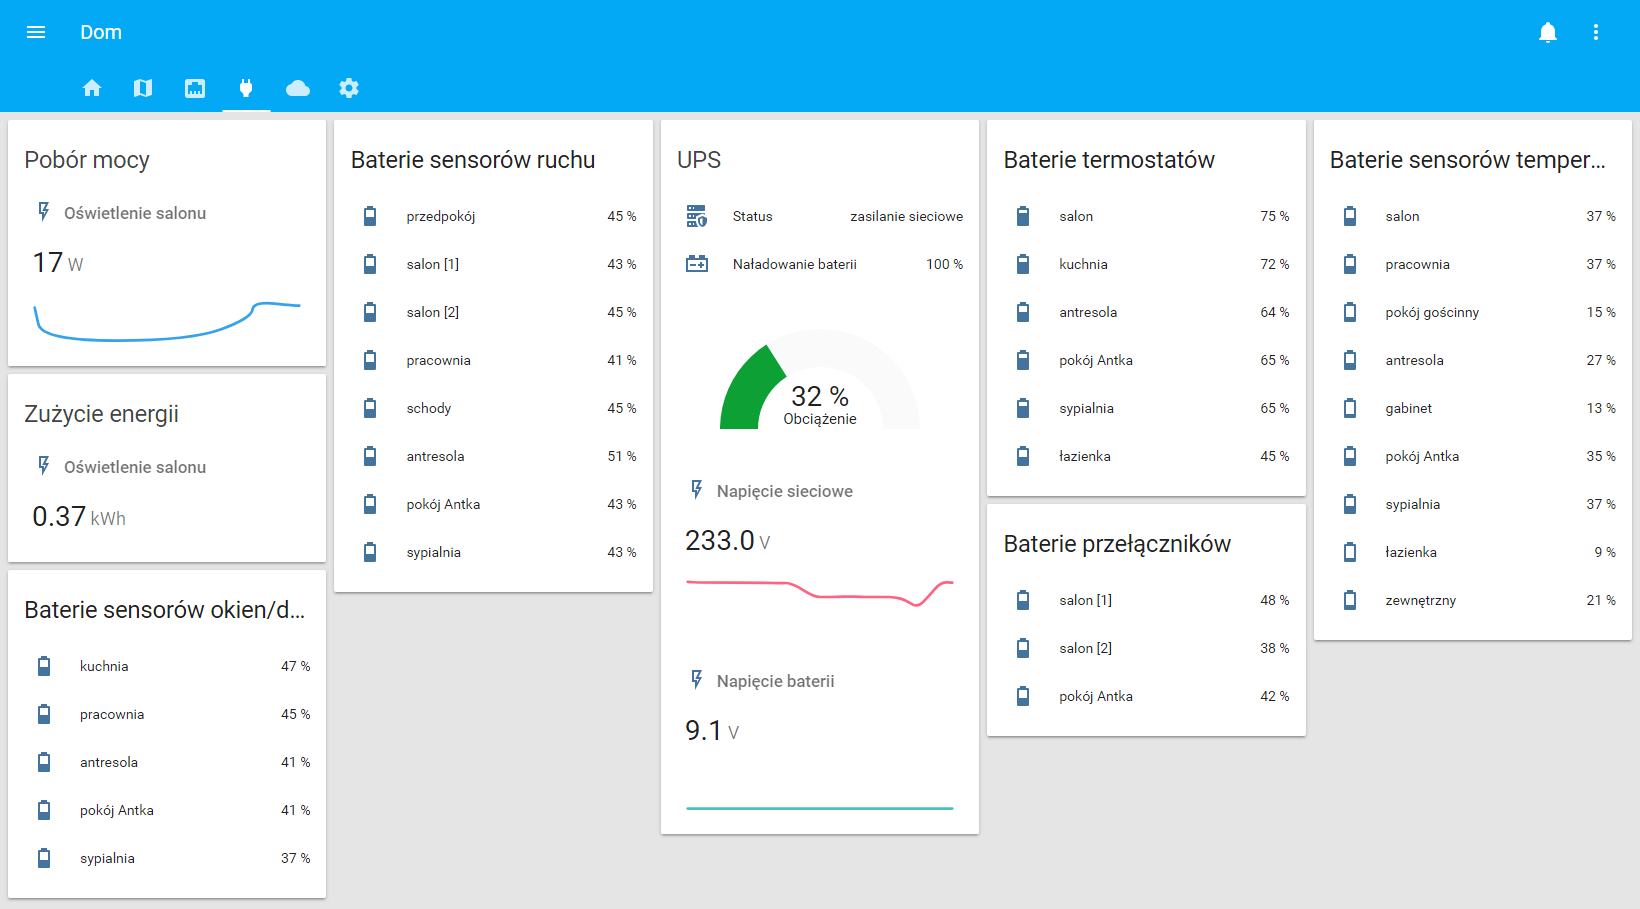 Dom
Pobór mocy
Oświetlenie salonu
17 W
Zużycie energii
Oświetlenie salonu
0.37 kWh
Baterie sensorów okien/d...
kuchnia 47 %
pracownia 45 %
antresola 41 %
pokój Antka 41 %
sypialnia 37 %
Baterie sensorów ruchu
przedpokój 45 %
salon [1] 43 %
salon [2] 45 %
pracownia 41 %
schody 45 %
antresola 51 %
pokój Antka 43 %
sypialnia 43 %
UPS
Status zasilanie sieciowe
Naładowanie baterii 100 %
32 %
Obciążenie
Napięcie sieciowe
233.0 V
Napięcie baterii
9.1 V
Baterie termostatów
salon 75 %
kuchnia 72 %
antresola 64 %
pokój Antka 65 %
sypialnia 65 %
łazienka 45 %
Baterie przełączników
salon [1] 48 %
salon [2] 38 %
pokój Antka 42 %
Baterie sensorów temper...
salon 37 %
pracownia 37 %
pokój gościnny 15 %
antresola 27 %
gabinet 13 %
pokój Antka 35 %
sypialnia 37 %
łazienka 9 %
zewnętrzny 21 %